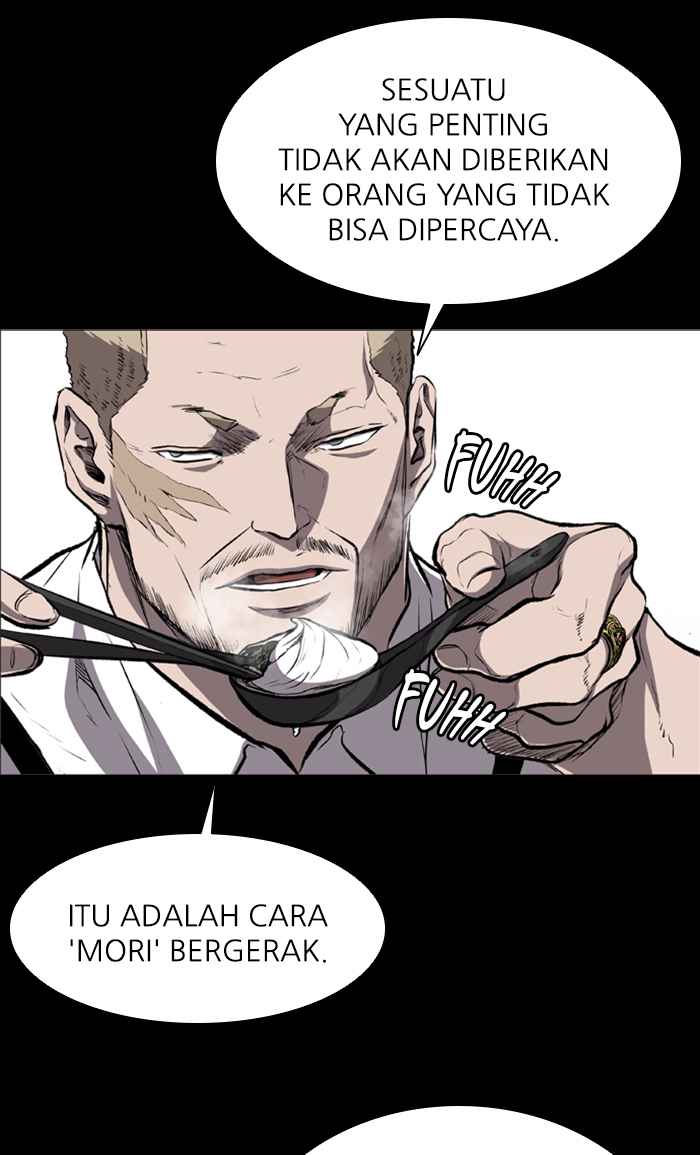 SESUATU
YANG PENTING
TIDAK AKAN DIBERIKAN
KE ORANG YANG TIDAK
BISA DIPERCAYA.
FUHH
FUHH
ITU ADALAH CARA
'MORI' BERGERAK.